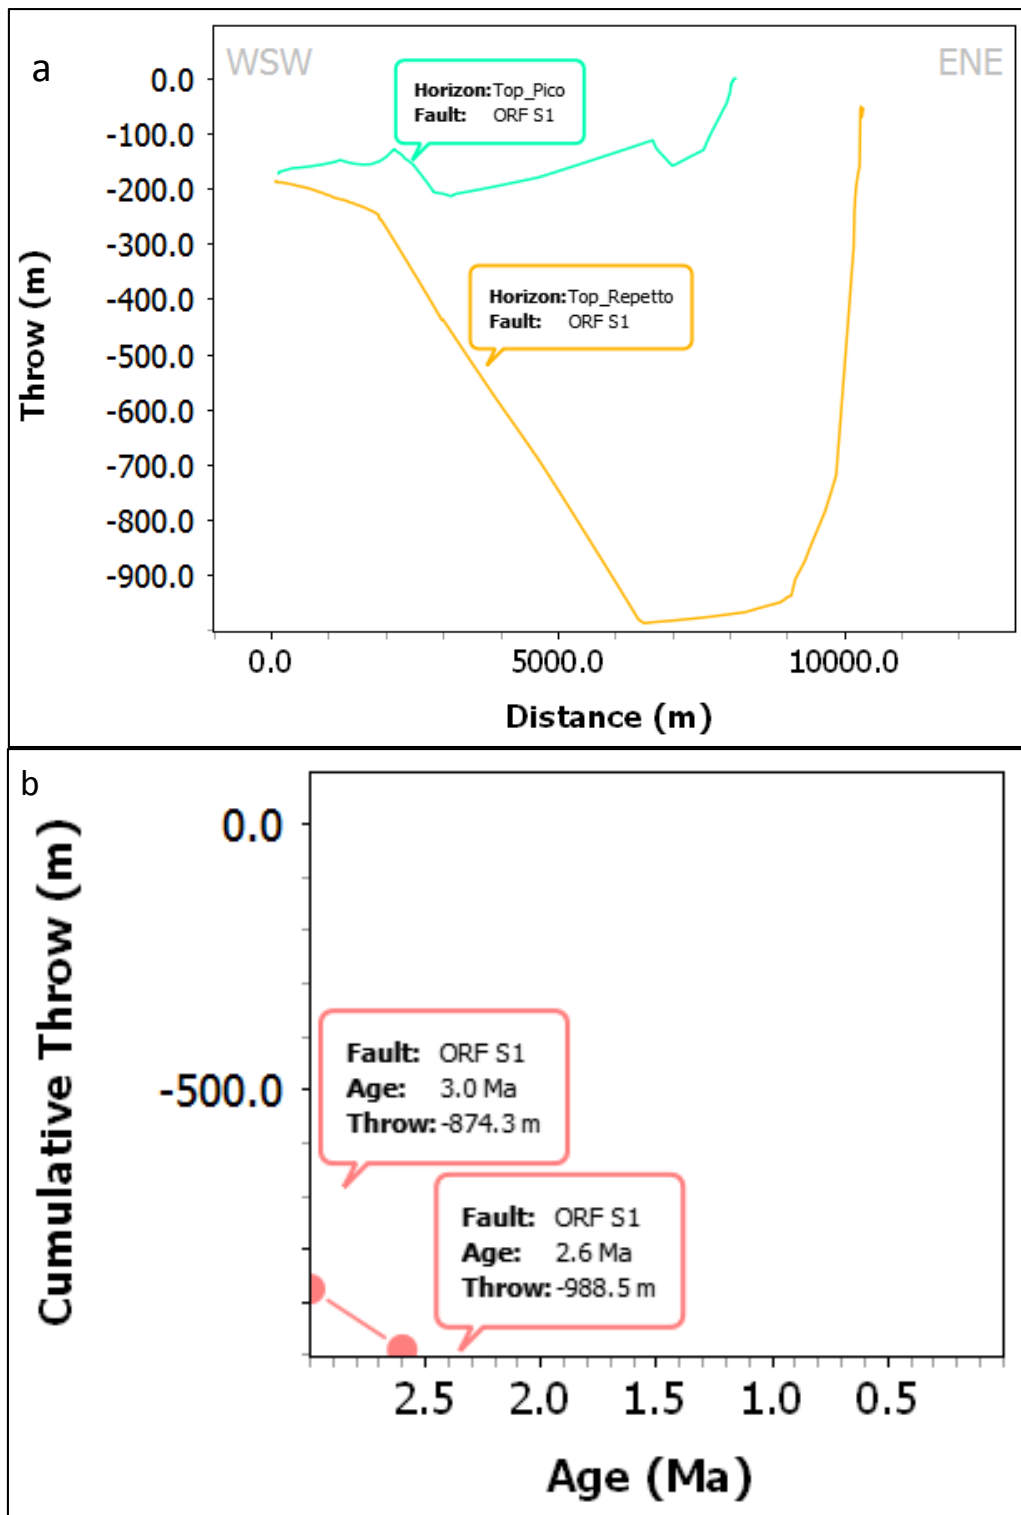 a
WSW
ENE
Horizon: Top_Pico
Fault: ORF S1
Horizon: Top_Repetto
Fault: ORF S1
Throw (m)
0.0
-100.0
-200.0
-300.0
-400.0
-500.0
-600.0
-700.0
-800.0
-900.0
0.0 5000.0 10000.0
Distance (m)
b
Cumulative Throw (m)
0.0
-500.0
Fault: ORF S1
Age: 3.0 Ma
Throw: -874.3 m
Fault: ORF S1
Age: 2.6 Ma
Throw: -988.5 m
2.5 2.0 1.5 1.0 0.5
Age (Ma)